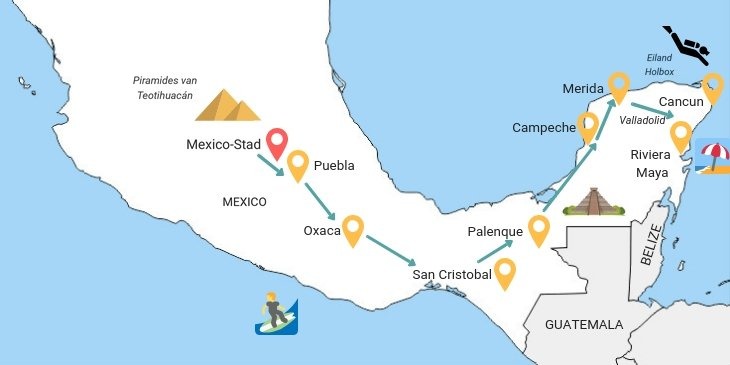 Piramides van
Teotihuacán
Mexico-Stad
Puebla
MEXICO
Oxaca
San Cristobal
Palenque
Campeche
Merida
Eiland
Holbox
Cancun
Valladolid
Riviera
Maya
BELIZE
GUATEMALA